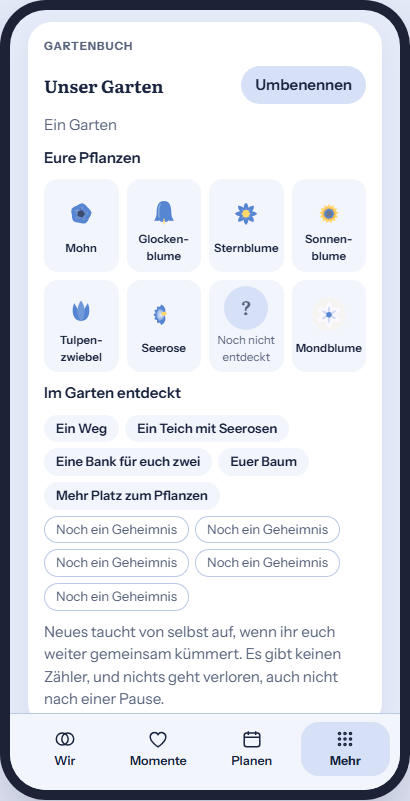 GARTENBUCH
Unser Garten
Umbenennen
Ein Garten
Eure Pflanzen
Mohn
Glocken-
blume
Sternblume
Sonnen-
blume
Tulpen-
zwiebel
Seerose
?
Noch nicht
entdeckt
Mondblume
Im Garten entdeckt
Ein Weg
Ein Teich mit Seerosen
Eine Bank für euch zwei
Euer Baum
Mehr Platz zum Pflanzen
Noch ein Geheimnis
Noch ein Geheimnis
Noch ein Geheimnis
Noch ein Geheimnis
Noch ein Geheimnis
Neues taucht von selbst auf, wenn ihr euch
weiter gemeinsam kümmert. Es gibt keinen
Zähler, und nichts geht verloren, auch nicht
nach einer Pause.
Wir
Momente
Planen
Mehr